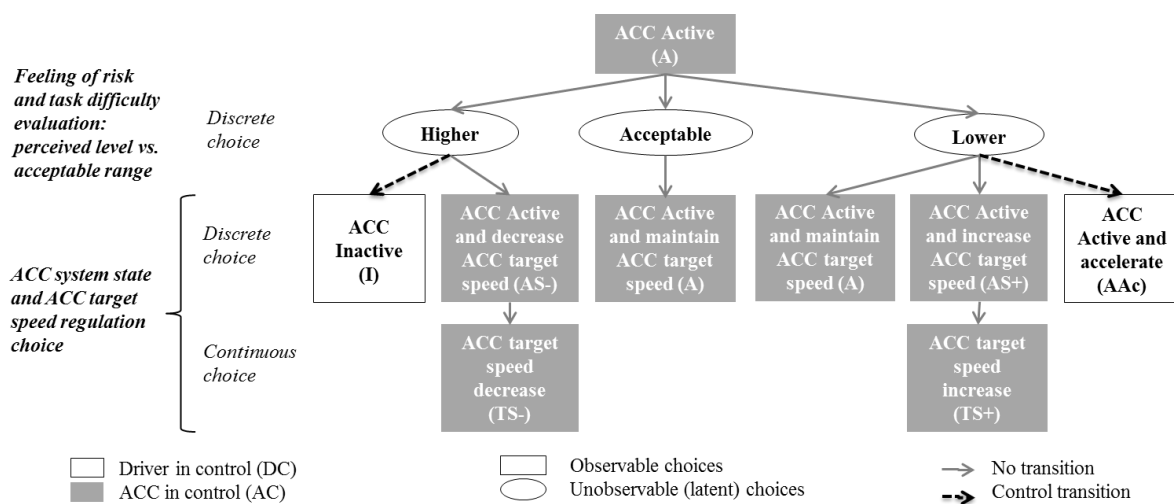 ACC Active
(A)
Feeling of risk
and task difficulty
evaluation:
perceived level vs.
acceptable range
Discrete
choice
Higher
Acceptable
Lower
ACC system state
and ACC target
speed regulation
choice
Discrete
choice
ACC
Inactive
(I)
ACC Active
and decrease
ACC target
speed (AS-)
ACC Active
and maintain
ACC target
speed (A)
ACC Active
and maintain
ACC target
speed (A)
ACC Active
and increase
ACC target
speed (AS+)
ACC
Active and
accelerate
(AAc)
Continuous
choice
ACC target
speed
decrease
(TS-)
ACC target
speed
increase
(TS+)
Driver in control (DC)
ACC in control (AC)
Observable choices
Unobservable (latent) choices
No transition
Control transition